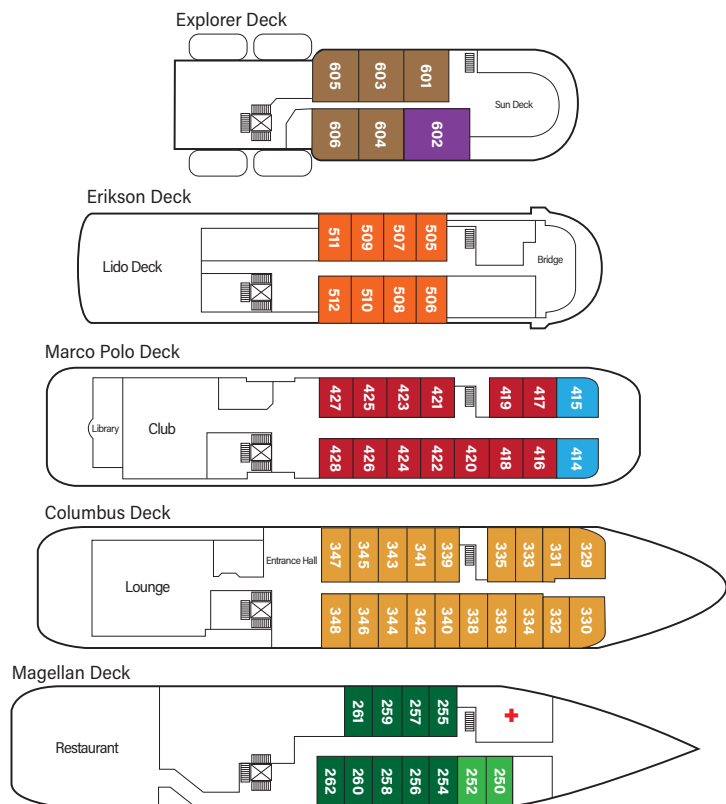 Explorer Deck
605 603 601
Sun Deck
606 604 602
Erikson Deck
511 509 507 505
Lido Deck
Bridge
512 510 508 506
Marco Polo Deck
427 425 423 421 419 417 415
Library
Club
428 426 424 422 420 418 416 414
Columbus Deck
347 345 343 341 339 335 333 331 329
Entrance Hall
Lounge
348 346 344 342 340 338 336 334 332 330
Magellan Deck
261 259 257 255
Restaurant
262 260 258 256 254 252 250